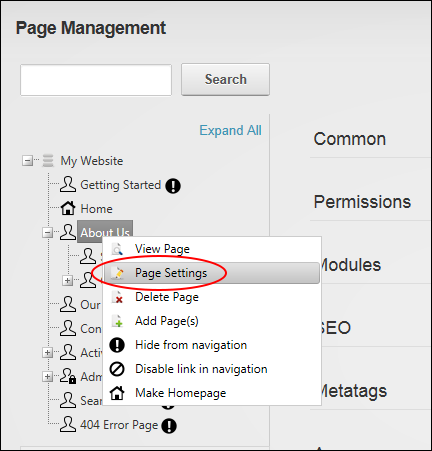 Page Management
Search
Expand All
My Website
Getting Started
Home
About Us
View Page
Page Settings
Delete Page
Add Page(s)
Hide from navigation
Disable link in navigation
Make Homepage
Our
Con
Activ
Adm
Sear
404 Error Page
Common
Permissions
Modules
SEO
Metatags